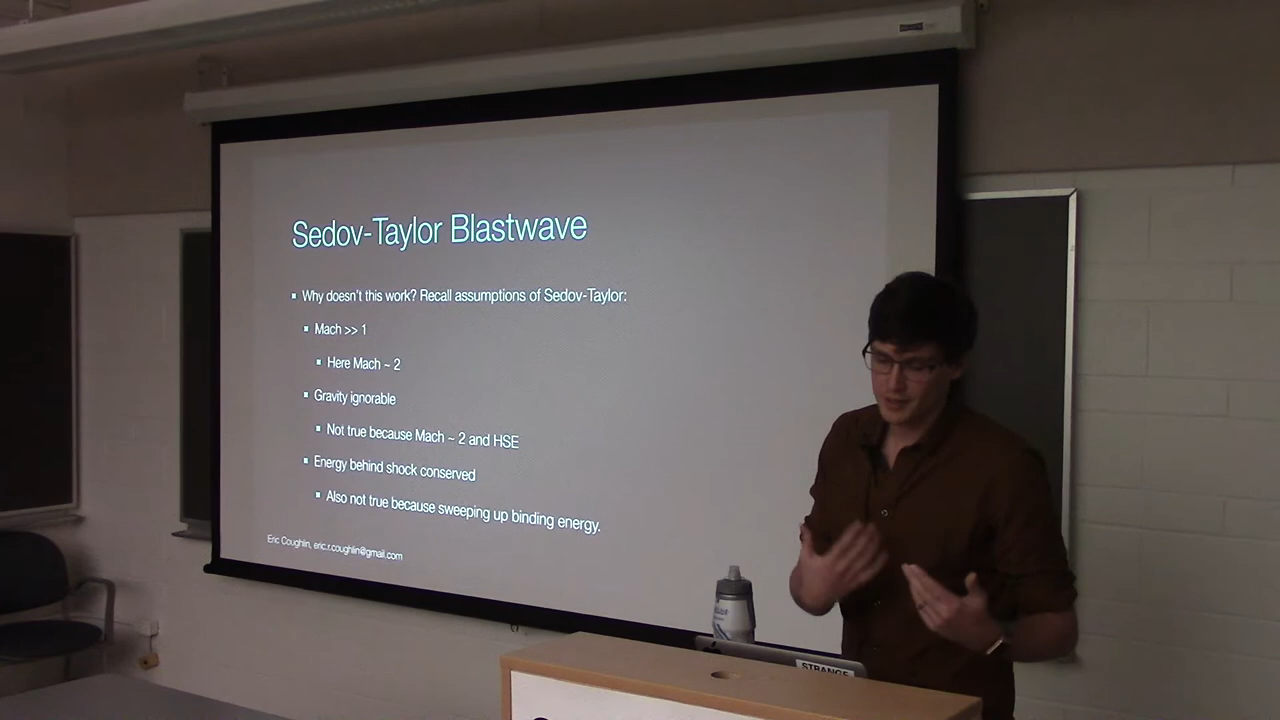 Sedov-Taylor Blastwave
▪ Why doesn't this work? Recall assumptions of Sedov-Taylor:
▪ Mach >> 1
▪ Here Mach ~ 2
▪ Gravity ignorable
▪ Not true because Mach ~ 2 and HSE
▪ Energy behind shock conserved
▪ Also not true because sweeping up binding energy.
Eric Coughlin, eric.r.coughlin@gmail.com
STRANGE